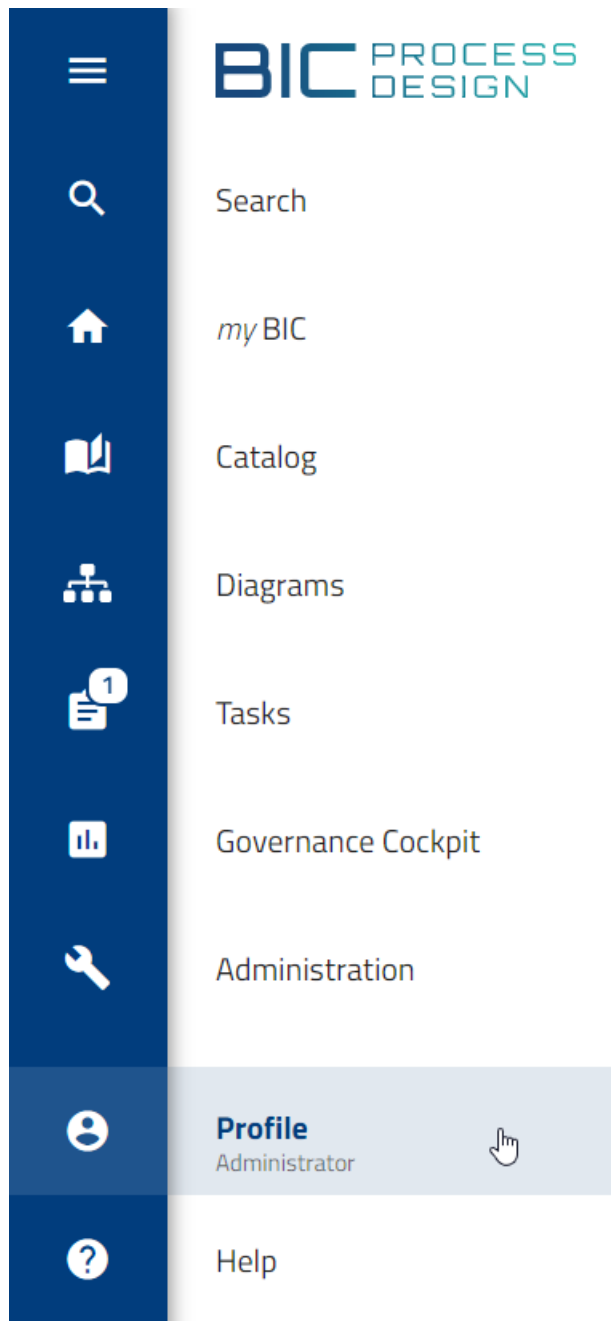 BIC PROCESS
DESIGN
Search
my BIC
Catalog
Diagrams
1
Tasks
Governance Cockpit
Administration
Profile
Administrator
?
Help